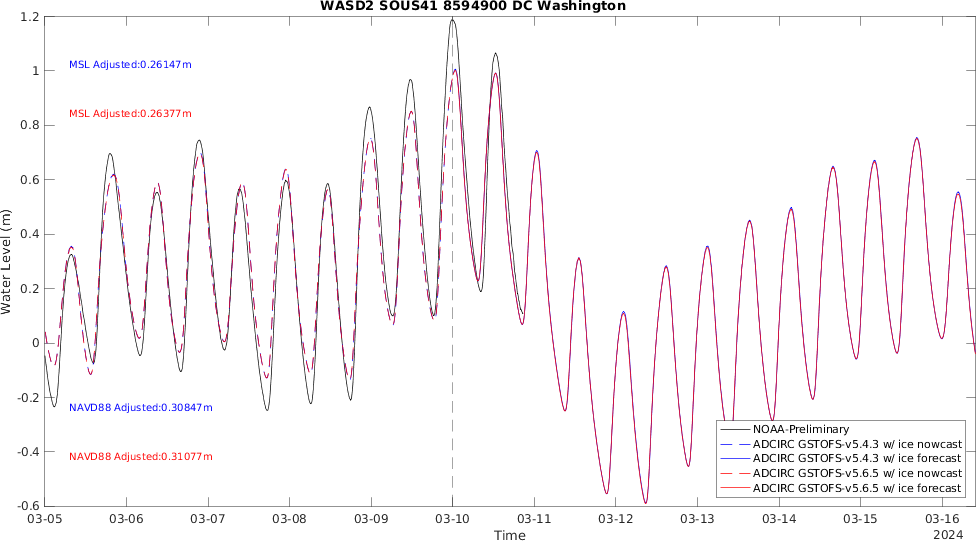 WASD2 SOUS41 8594900 DC Washington
1.2
1
0.8
0.6
0.4
0.2
0
-0.2
-0.4
-0.6
Water Level (m)
MSL Adjusted:0.26147m
MSL Adjusted:0.26377m
NAVD88 Adjusted:0.30847m
NAVD88 Adjusted:0.31077m
NOAA-Preliminary
ADCIRC GSTOFS-v5.4.3 w/ ice nowcast
ADCIRC GSTOFS-v5.4.3 w/ ice forecast
ADCIRC GSTOFS-v5.6.5 w/ ice nowcast
ADCIRC GSTOFS-v5.6.5 w/ ice forecast
03-05 03-06 03-07 03-08 03-09 03-10 03-11 03-12 03-13 03-14 03-15 03-16
Time
2024